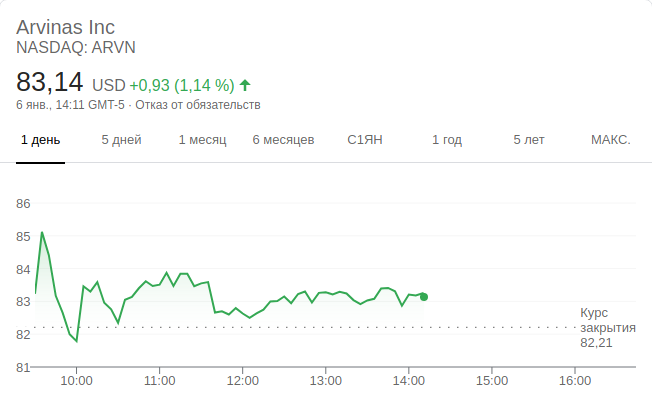 Arvinas Inc
NASDAQ: ARVN
83,14 USD +0,93 (1,14 %)
6 янв., 14:11 GMT-5 · Отказ от обязательств
1 день 5 дней 1 месяц 6 месяцев С1ЯН 1 год 5 лет МАКС.
86
85
84
83
82
81
Курс
закрытия
82,21
10:00 11:00 12:00 13:00 14:00 15:00 16:00